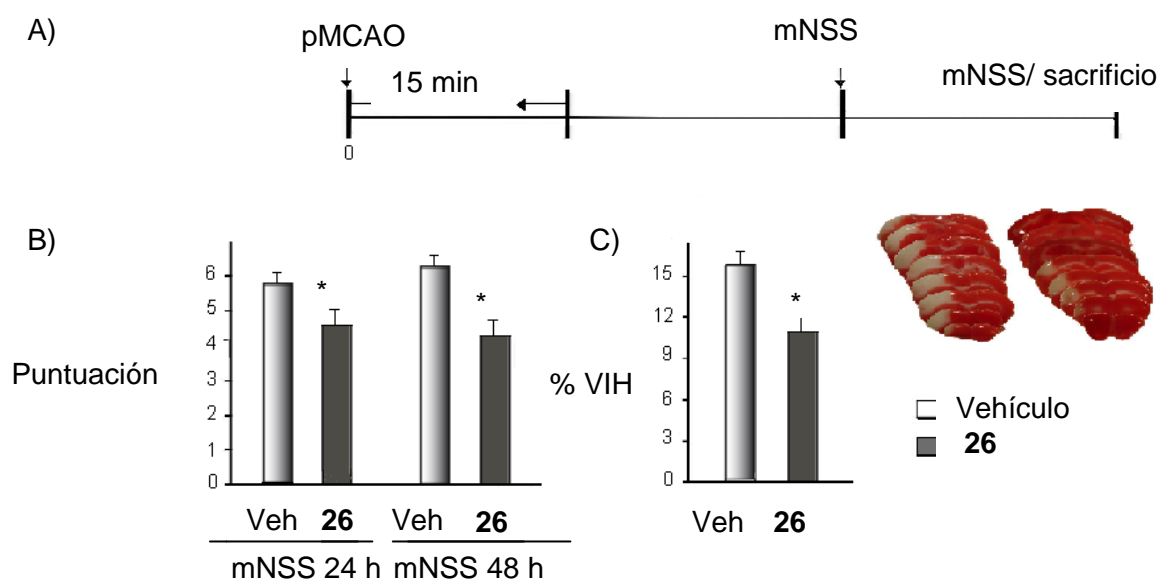 A)
pMCAO
mNSS
15 min
mNSS/ sacrificio
0
B)
6
5
4
3
2
1
0
Puntuación
Veh 26 Veh 26
mNSS 24 h mNSS 48 h
* *
C)
15
12
9
6
3
0
% VIH
*
Veh 26
Vehículo
26